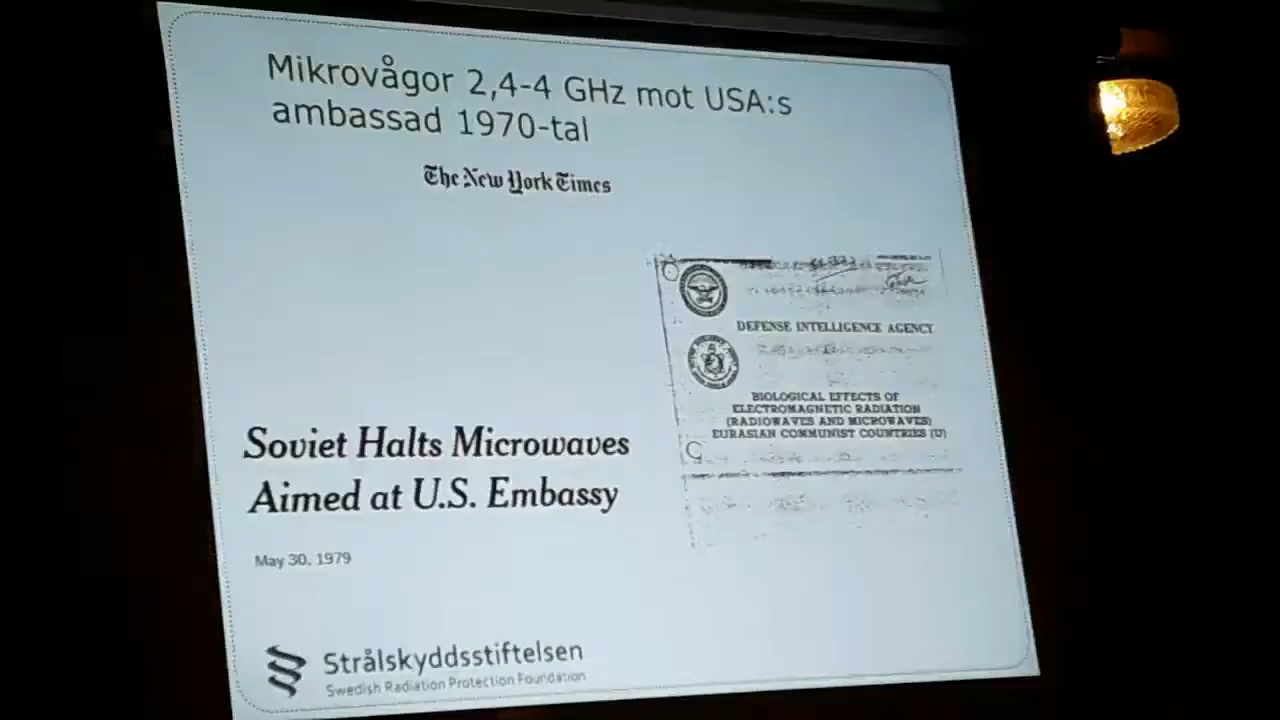 Mikrovågor 2,4-4 GHz mot USA:s
ambassad 1970-tal
The New York Times
DEFENSE INTELLIGENCE AGENCY
BIOLOGICAL EFFECTS OF
ELECTROMAGNETIC RADIATION
(RADIOWAVES AND MICROWAVES)
EURASIAN COMMUNIST COUNTRIES (U)
Soviet Halts Microwaves
Aimed at U.S. Embassy
May 30, 1979
Strålskyddsstiftelsen
Swedish Radiation Protection Foundation